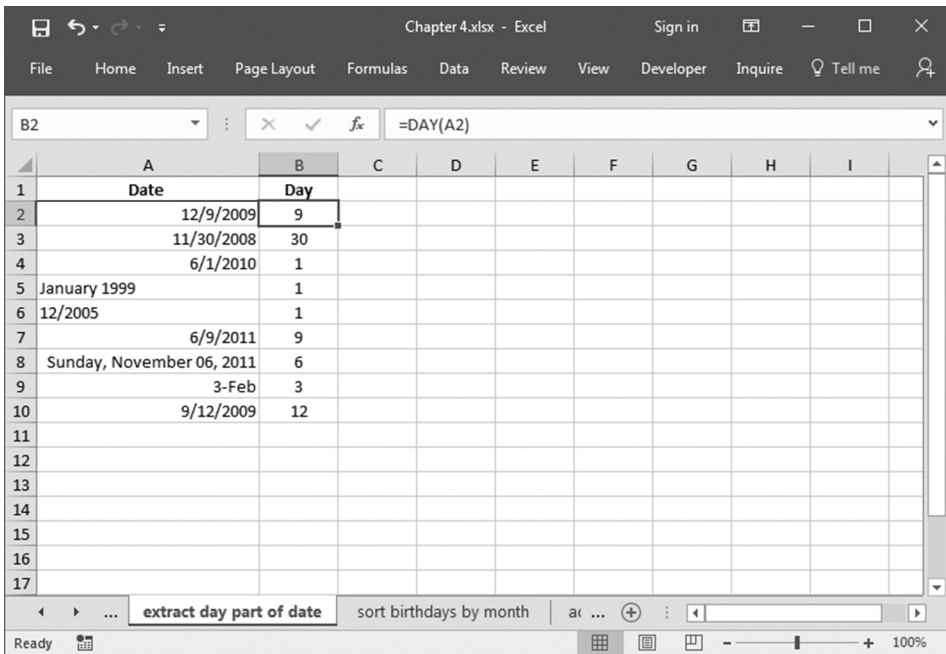 Chapter 4.xlsx - Excel Sign in
File Home Insert Page Layout Formulas Data Review View Developer Inquire Tell me
B2 fx =DAY(A2)
A B C D E F G H I
1 Date Day
2 12/9/2009 9
3 11/30/2008 30
4 6/1/2010 1
5 January 1999 1
6 12/2005 1
7 6/9/2011 9
8 Sunday, November 06, 2011 6
9 3-Feb 3
10 9/12/2009 12
11
12
13
14
15
16
17
... extract day part of date sort birthdays by month ...
Ready 100%